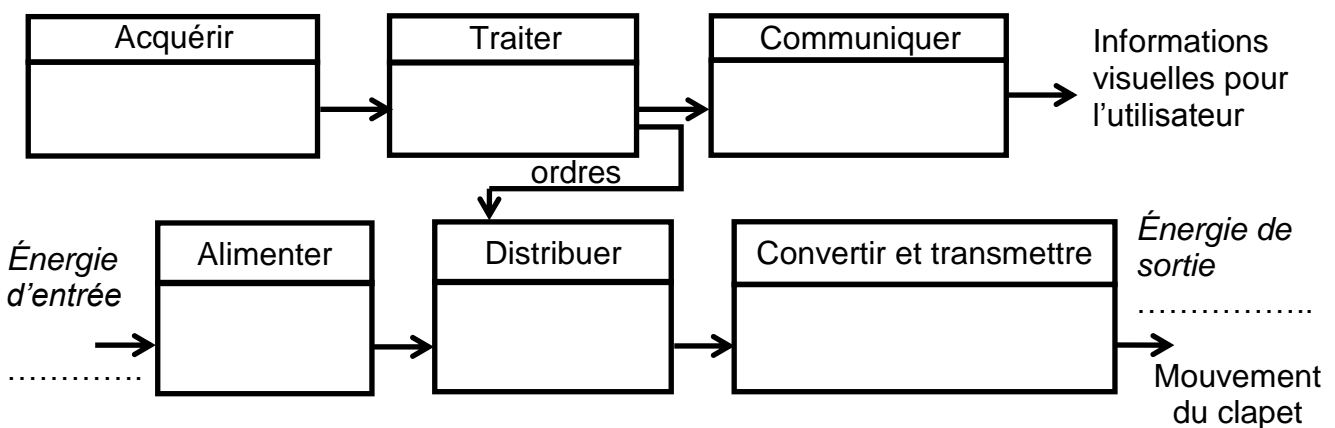 Acquérir
Traiter
Communiquer
Informations
visuelles pour
l’utilisateur
ordres
Énergie
d’entrée
………….
Alimenter
Distribuer
Convertir et transmettre
Énergie de
sortie
……………..
Mouvement
du clapet